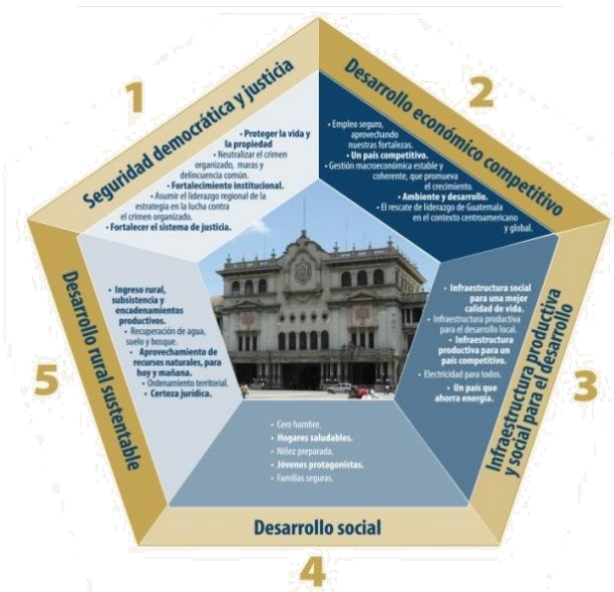 1
Seguridad democrática y justicia
• Proteger la vida y
la propiedad
• Neutralizar el crimen
organizado, maras y
delincuencia común.
• Fortalecimiento institucional.
• Asumir el liderazgo regional de la
estrategia en la lucha contra
el crimen organizado.
• Fortalecer el sistema de justicia.
2
Desarrollo económico competitivo
• Empleo seguro,
aprovechando
nuestras fortalezas.
• Un país competitivo.
• Gestión macroeconómica estable y
coherente, que promueva
el crecimiento.
• Ambiente y desarrollo.
• El rescate de liderazgo de Guatemala
en el contexto centroamericano
y global.
3
Infraestructura productiva
y social para el desarrollo
• Infraestructura social
para una mejor
calidad de vida.
• Infraestructura productiva
para el desarrollo local.
• Infraestructura
productiva para un
país competitivo.
• Electricidad para todos.
• Un país que
ahorra energía.
4
Desarrollo social
• Cero hambre.
• Hogares saludables.
• Niñez preparada.
• Jóvenes protagonistas.
• Familias seguras.
5
Desarrollo rural sustentable
• Ingreso rural,
subsistencia y
encadenamientos
productivos.
• Recuperación de agua,
suelo y bosque.
• Aprovechamiento de
recursos naturales, para
hoy y mañana.
• Ordenamiento territorial.
• Certeza jurídica.